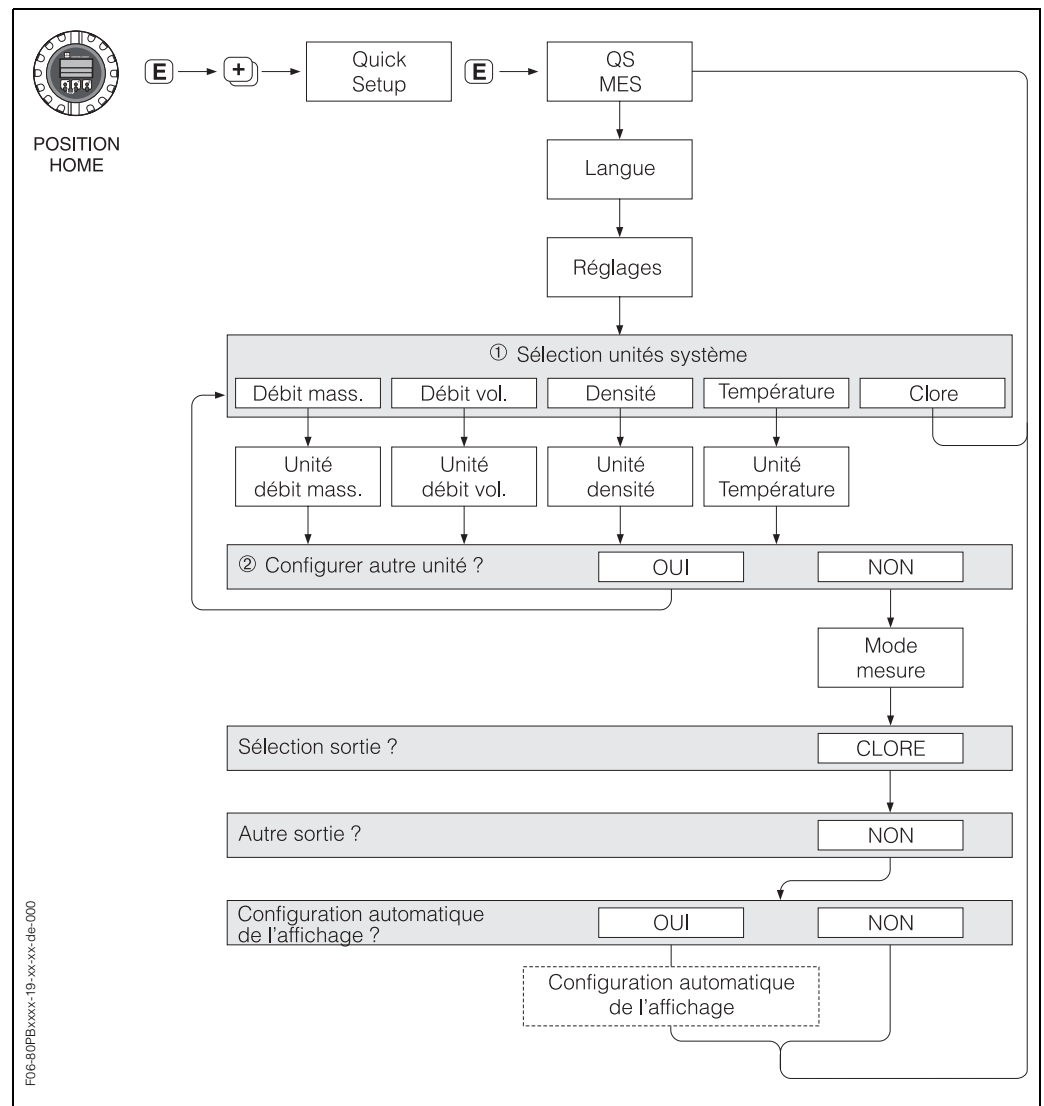 E
+
Quick
Setup
E
QS
MES
POSITION
HOME
Langue
Réglages
① Sélection unités système
Débit mass.
Débit vol.
Densité
Température
Clore
Unité
débit mass.
Unité
débit vol.
Unité
densité
Unité
Température
② Configurer autre unité ?
OUI
NON
Mode
mesure
Sélection sortie ?
CLORE
Autre sortie ?
NON
Configuration automatique
de l'affichage ?
OUI
NON
Configuration automatique
de l'affichage
F06-80PBxxxx-19-xx-xx-de-000